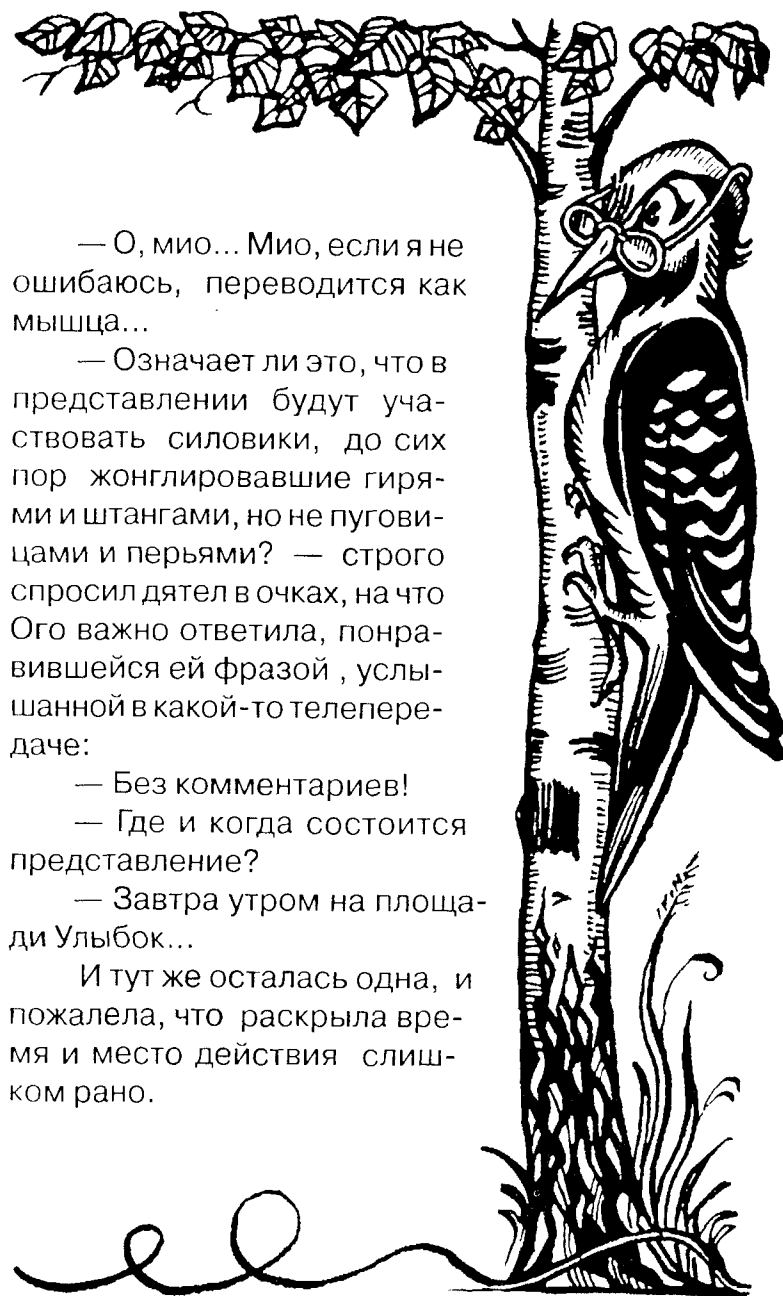 — О, мио... Мио, если я не
ошибаюсь, переводится как
мышца...
— Означает ли это, что в
представлении будут уча-
ствовать силовики, до сих
пор жонглировавшие гиря-
ми и штангами, но не пугови-
цами и перьями? — строго
спросил дятел в очках, на что
Ого важно ответила, понра-
вившейся ей фразой , услы-
шанной в какой-то телепере-
даче:
— Без комментариев!
— Где и когда состоится
представление?
— Завтра утром на площа-
ди Улыбок...
И тут же осталась одна, и
пожалела, что раскрыла вре-
мя и место действия слиш-
ком рано.